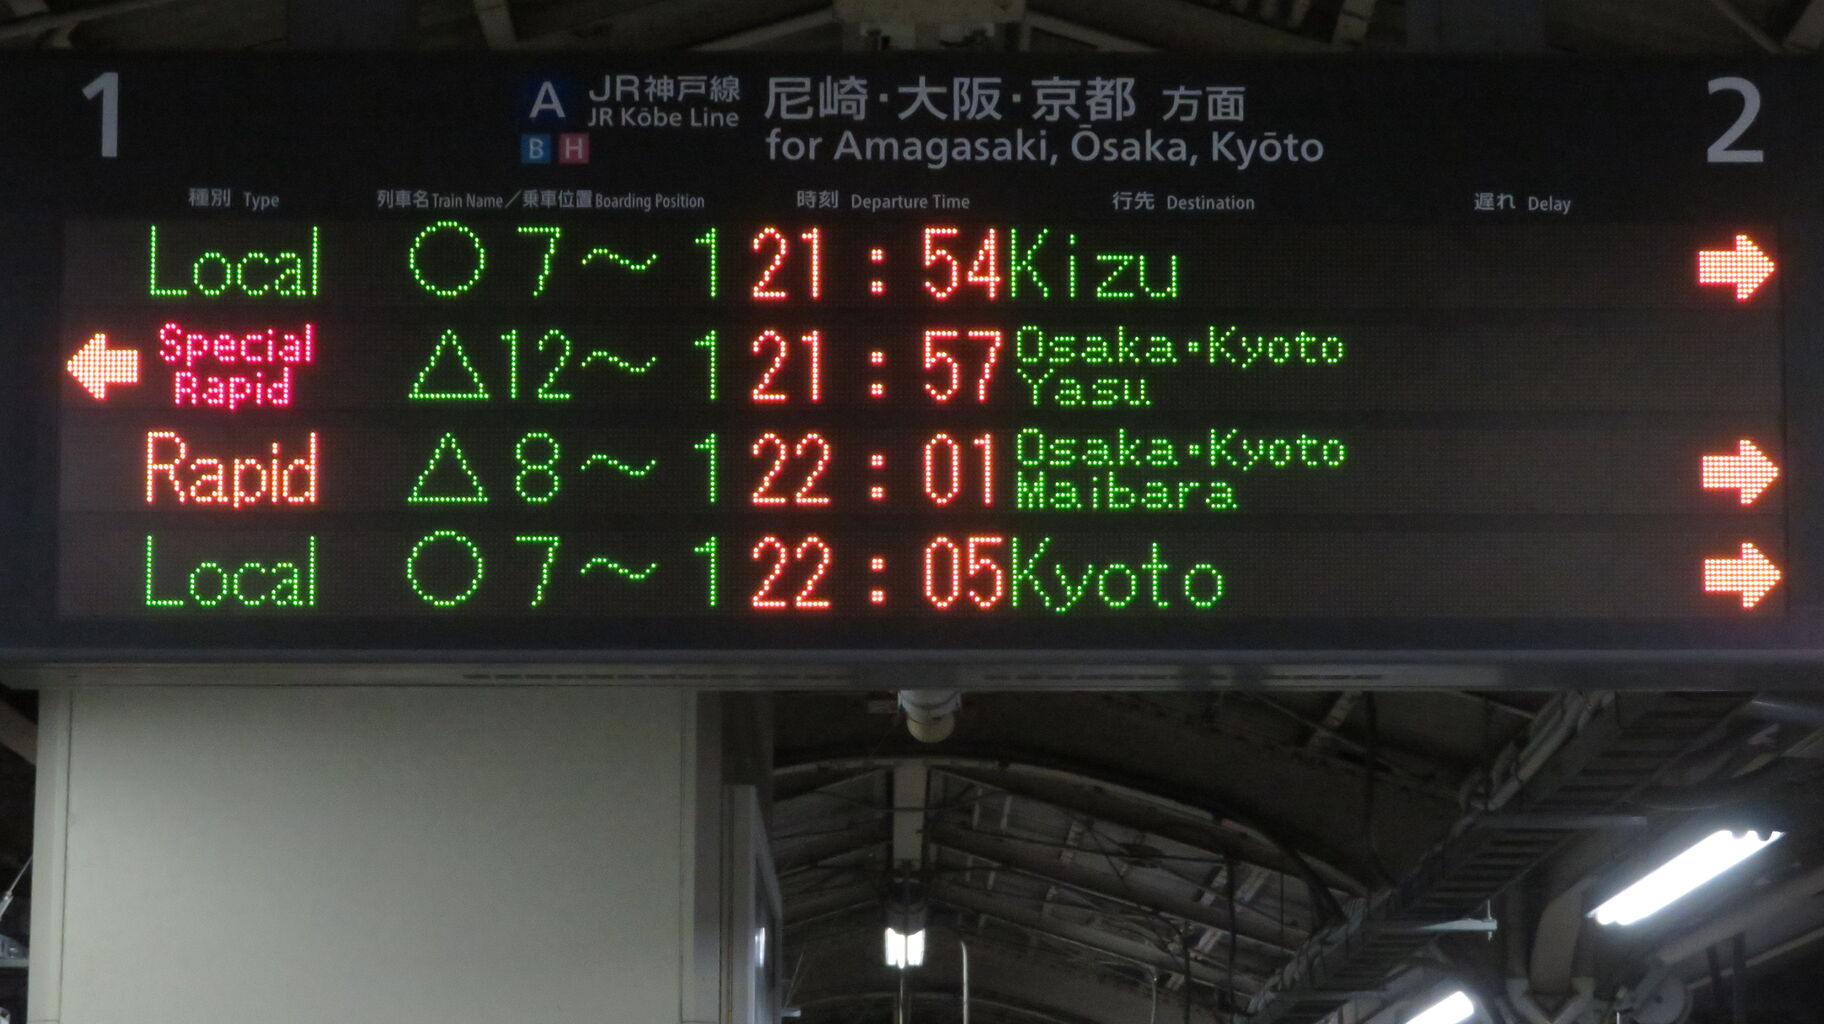 1 A JR神戸線 尼崎・大阪・京都 方面 2
JR Kōbe Line
B H for Amagasaki, Ōsaka, Kyōto
種別 Type 列車名 Train Name／乗車位置 Boarding Position 時刻 Departure Time 行先 Destination 遅れ Delay
Local ○ 7～ 1 21:54 Kizu →
← Special Rapid △12～ 1 21:57 Osaka・Kyoto Yasu
Rapid △ 8～ 1 22:01 Osaka・Kyoto Maibara →
Local ○ 7～ 1 22:05 Kyoto →